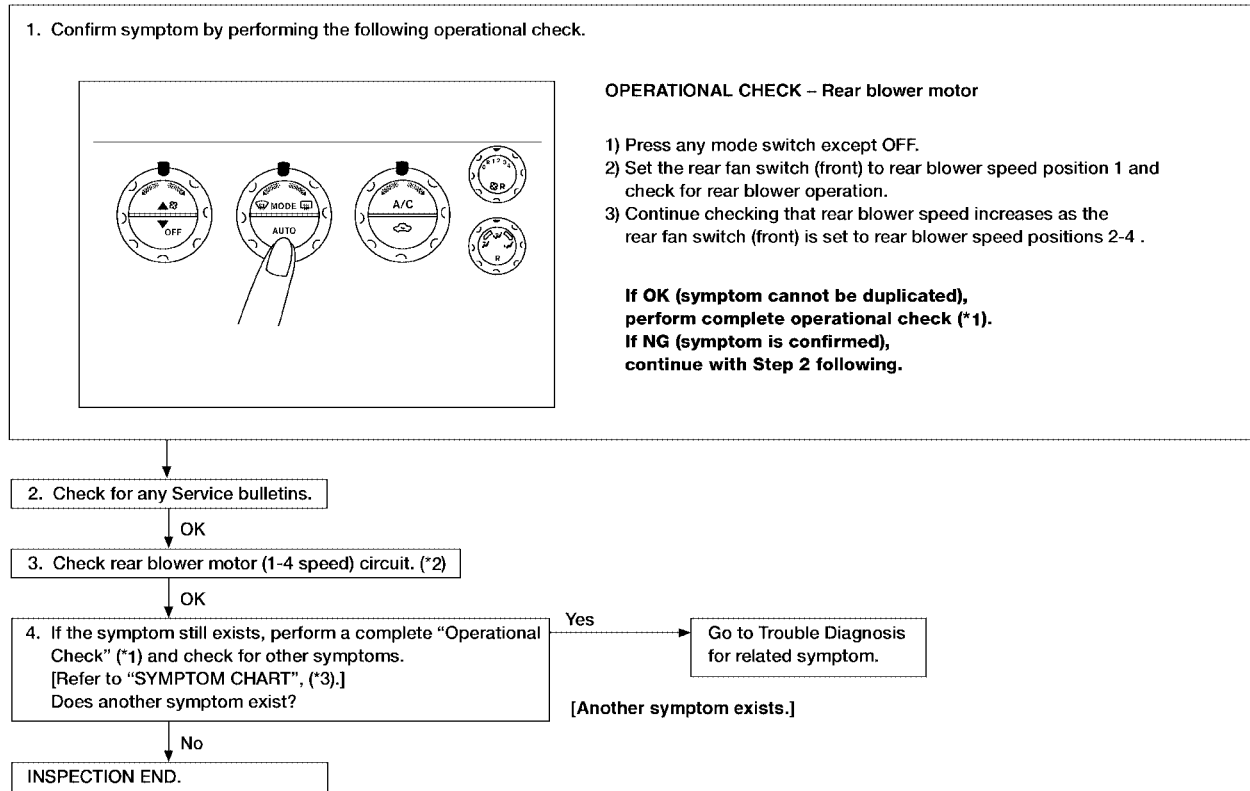 1. Confirm symptom by performing the following operational check.
OFF
MODE
AUTO
A/C
R
R
OPERATIONAL CHECK – Rear blower motor
1) Press any mode switch except OFF.
2) Set the rear fan switch (front) to rear blower speed position 1 and
check for rear blower operation.
3) Continue checking that rear blower speed increases as the
rear fan switch (front) is set to rear blower speed positions 2-4 .
If OK (symptom cannot be duplicated),
perform complete operational check (*1).
If NG (symptom is confirmed),
continue with Step 2 following.
2. Check for any Service bulletins.
OK
3. Check rear blower motor (1-4 speed) circuit. (*2)
OK
4. If the symptom still exists, perform a complete “Operational
Check” (*1) and check for other symptoms.
[Refer to “SYMPTOM CHART”, (*3).]
Does another symptom exist?
Yes
Go to Trouble Diagnosis
for related symptom.
[Another symptom exists.]
No
INSPECTION END.